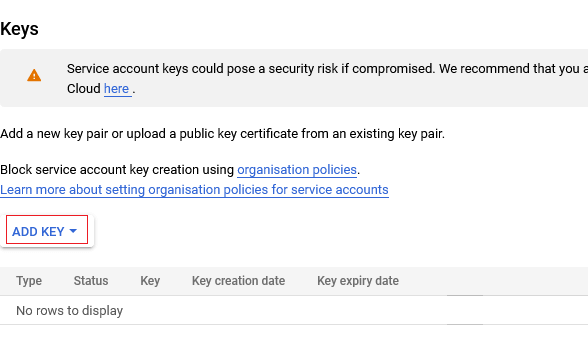 Keys
Service account keys could pose a security risk if compromised. We recommend that you a
Cloud here .
Add a new key pair or upload a public key certificate from an existing key pair.
Block service account key creation using organisation policies.
Learn more about setting organisation policies for service accounts
ADD KEY
Type Status Key Key creation date Key expiry date
No rows to display